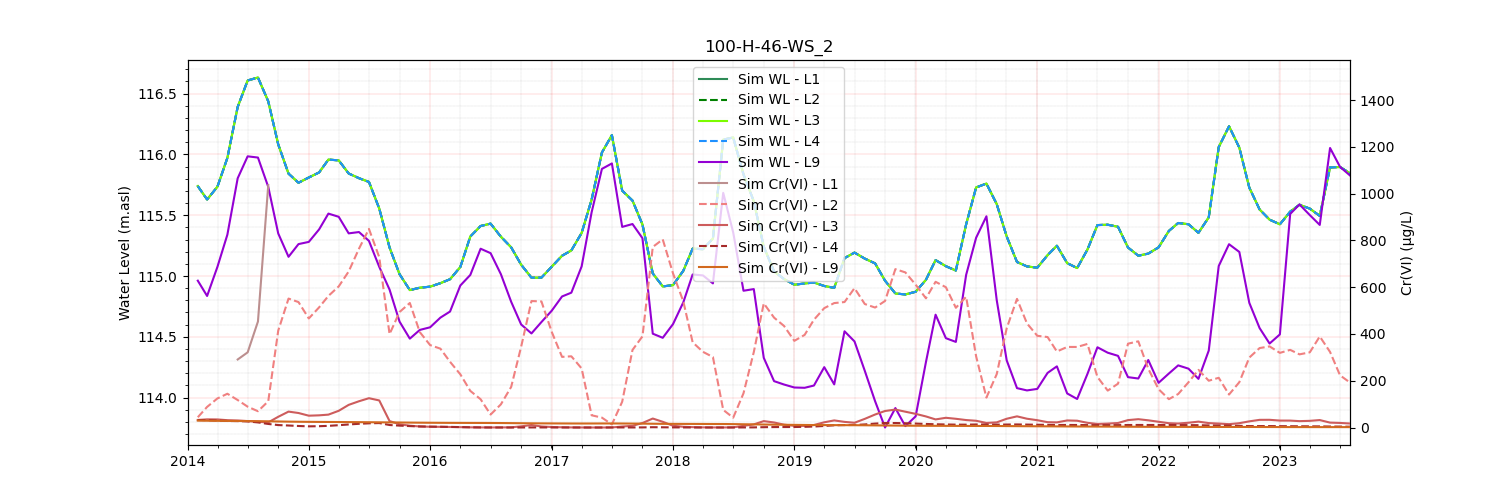 100-H-46-WS_2
Water Level (m.asl)
116.5
116.0
115.5
115.0
114.5
114.0
Sim WL - L1
Sim WL - L2
Sim WL - L3
Sim WL - L4
Sim WL - L9
Sim Cr(VI) - L1
Sim Cr(VI) - L2
Sim Cr(VI) - L3
Sim Cr(VI) - L4
Sim Cr(VI) - L9
1400
1200
1000
800
600
400
200
0
Cr(VI) (μg/L)
2014 2015 2016 2017 2018 2019 2020 2021 2022 2023